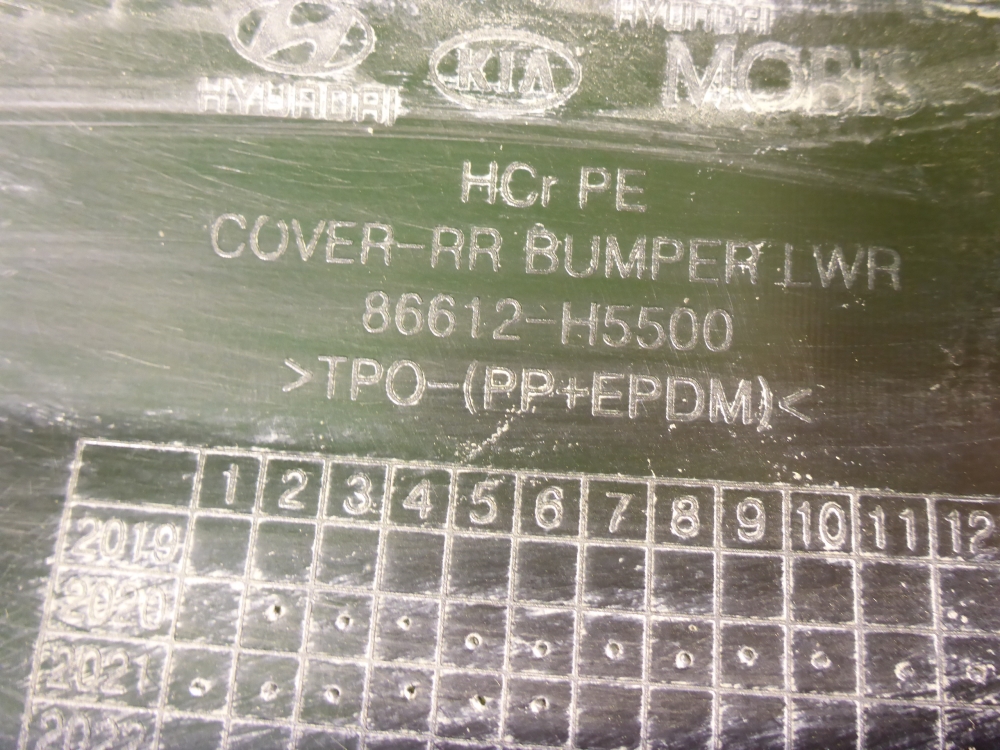 HYUNDAI
HYUNDAI KIA MOBIS
HCr PE
COVER-RR BUMPER LWR
86612-H5500
>TPO-(PP+EPDM)<
1 2 3 4 5 6 7 8 9 10 11 12
2019
2020
2021
2022